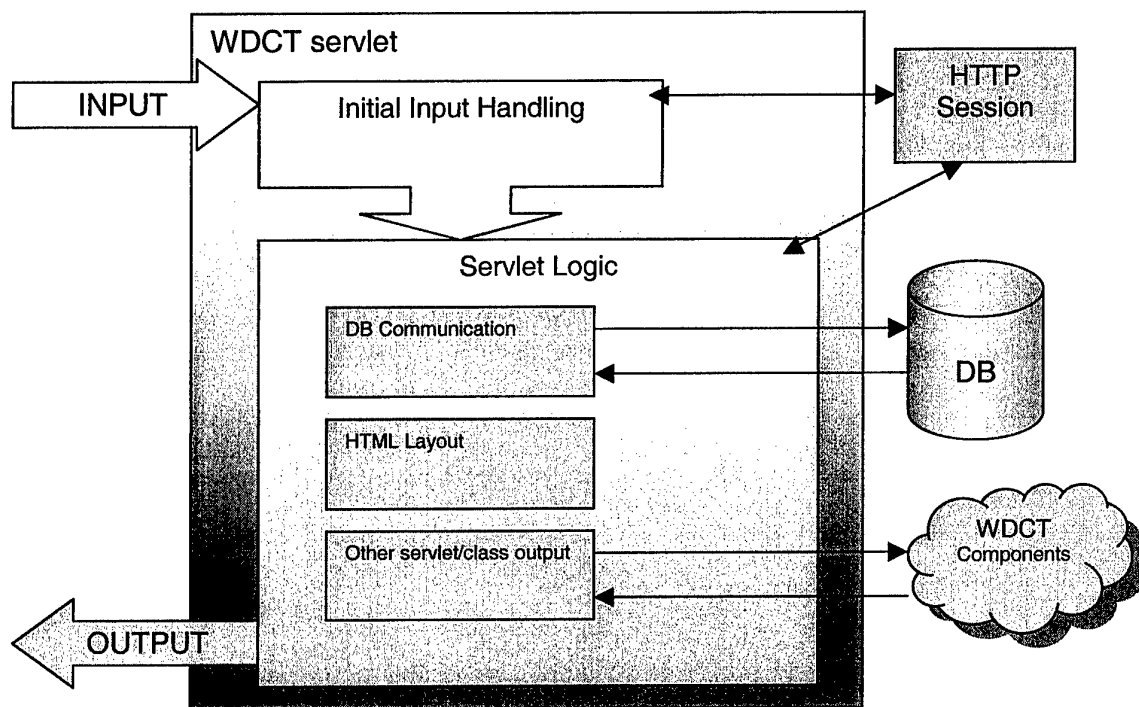 WDCT servlet
INPUT
Initial Input Handling
HTTP
Session
Servlet Logic
DB Communication
DB
HTML Layout
Other servlet/class output
WDCT
Components
OUTPUT